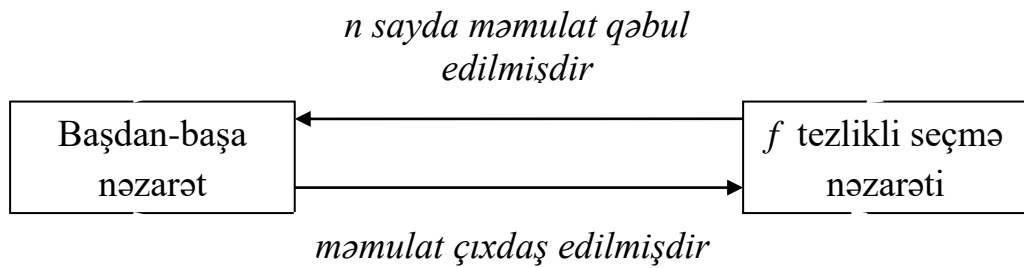 n sayda məmulat qəbul
edilmişdir
Başdan-başa
nəzarət
f tezlikli seçmə
nəzarəti
məmulat çıxdaş edilmişdir